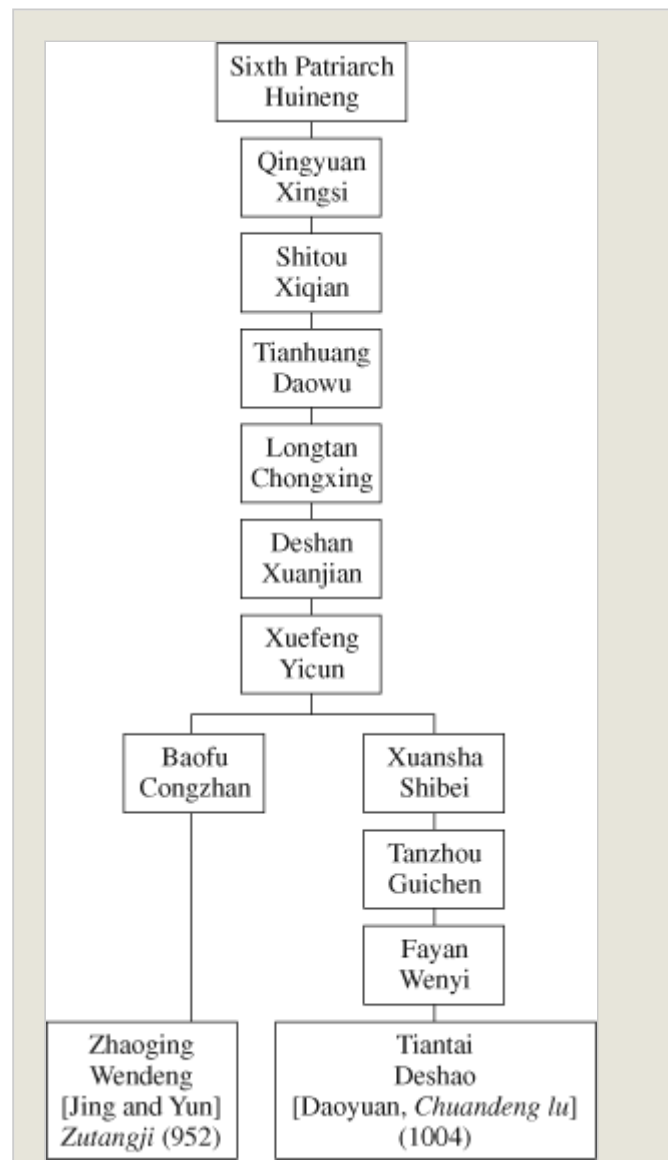 Sixth Patriarch
Huineng
Qingyuan
Xingsi
Shitou
Xiqian
Tianhuang
Daowu
Longtan
Chongxing
Deshan
Xuanjian
Xuefeng
Yicun
Baofu
Congzhan
Xuansha
Shibei
Tanzhou
Guichen
Fayan
Wenyi
Zhaoging
Wendeng
[Jing and Yun]
Zutangji (952)
Tiantai
Deshao
[Daoyuan, Chuandeng lu]
(1004)